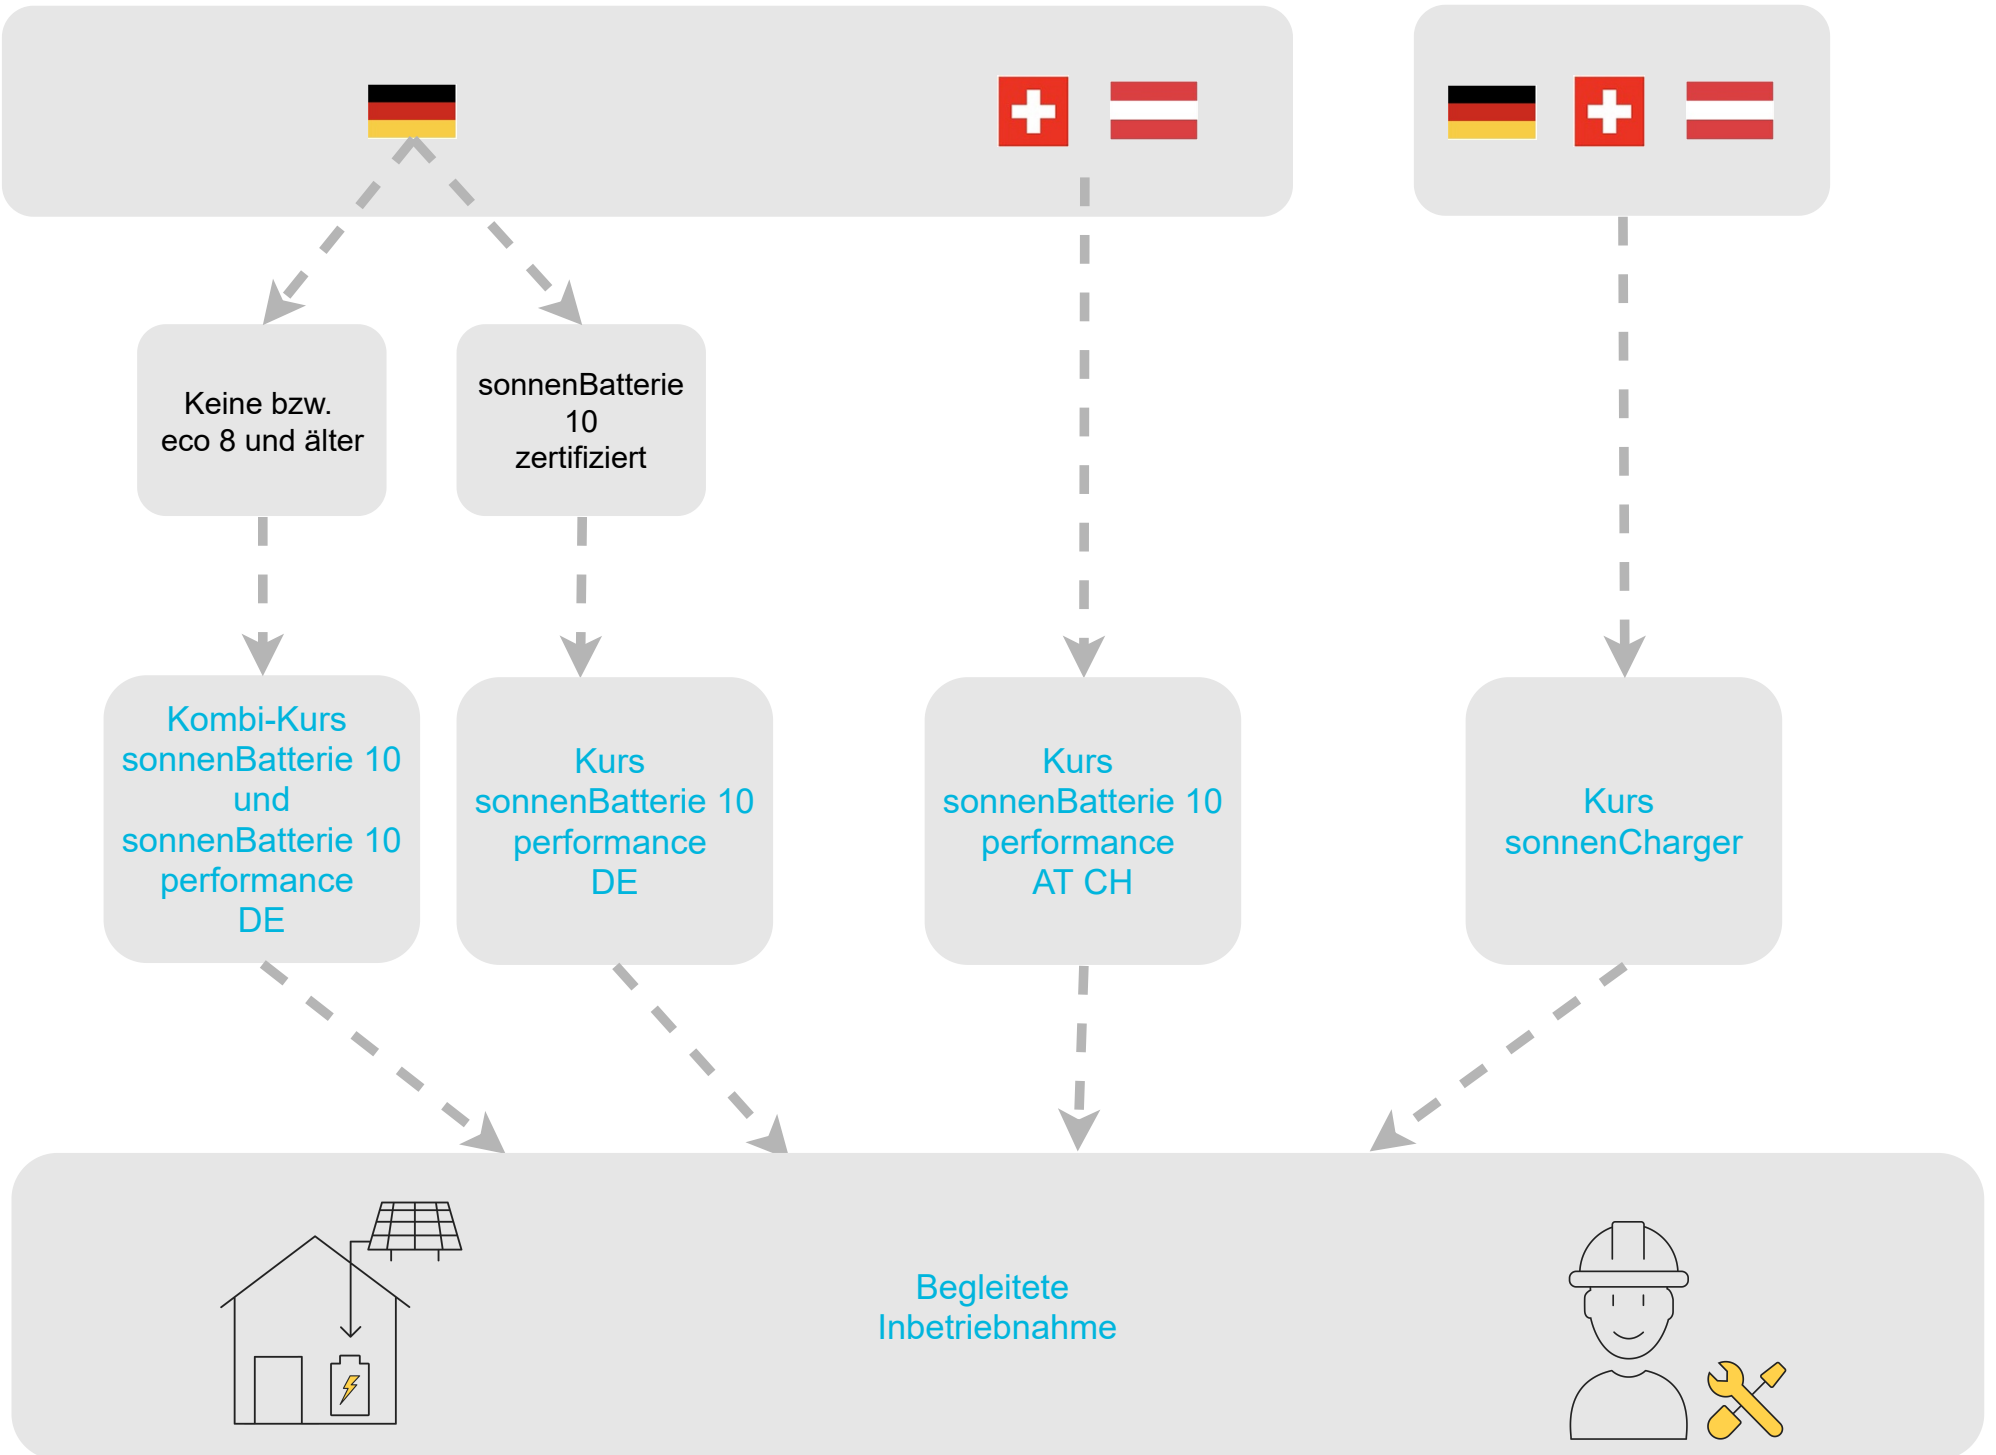 Keine bzw.
eco 8 und älter
sonnenBatterie
10
zertifiziert
Kombi-Kurs
sonnenBatterie 10
und
sonnenBatterie 10
performance
DE
Kurs
sonnenBatterie 10
performance
DE
Kurs
sonnenBatterie 10
performance
AT CH
Kurs
sonnenCharger
Begleitete
Inbetriebnahme